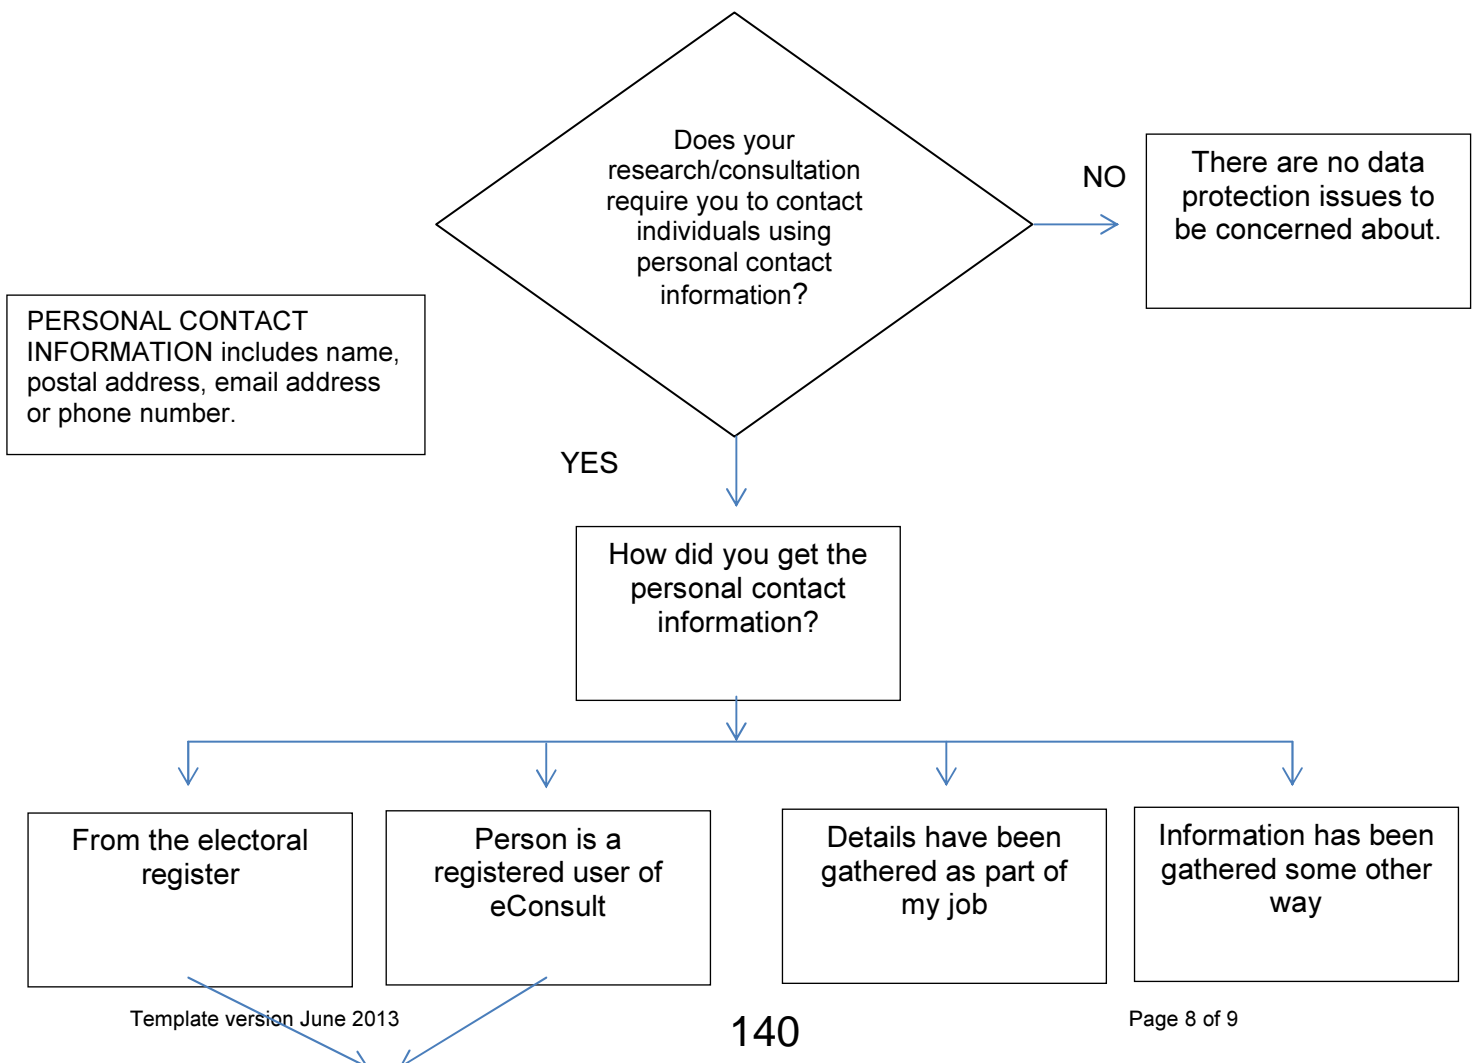 Does your
research/consultation
require you to contact
individuals using
personal contact
information?
NO
There are no data
protection issues to
be concerned about.
PERSONAL CONTACT
INFORMATION includes name,
postal address, email address
or phone number.
YES
How did you get the
personal contact
information?
From the electoral
register
Person is a
registered user of
eConsult
Details have been
gathered as part of
my job
Information has been
gathered some other
way
Template version June 2013
140
Page 8 of 9